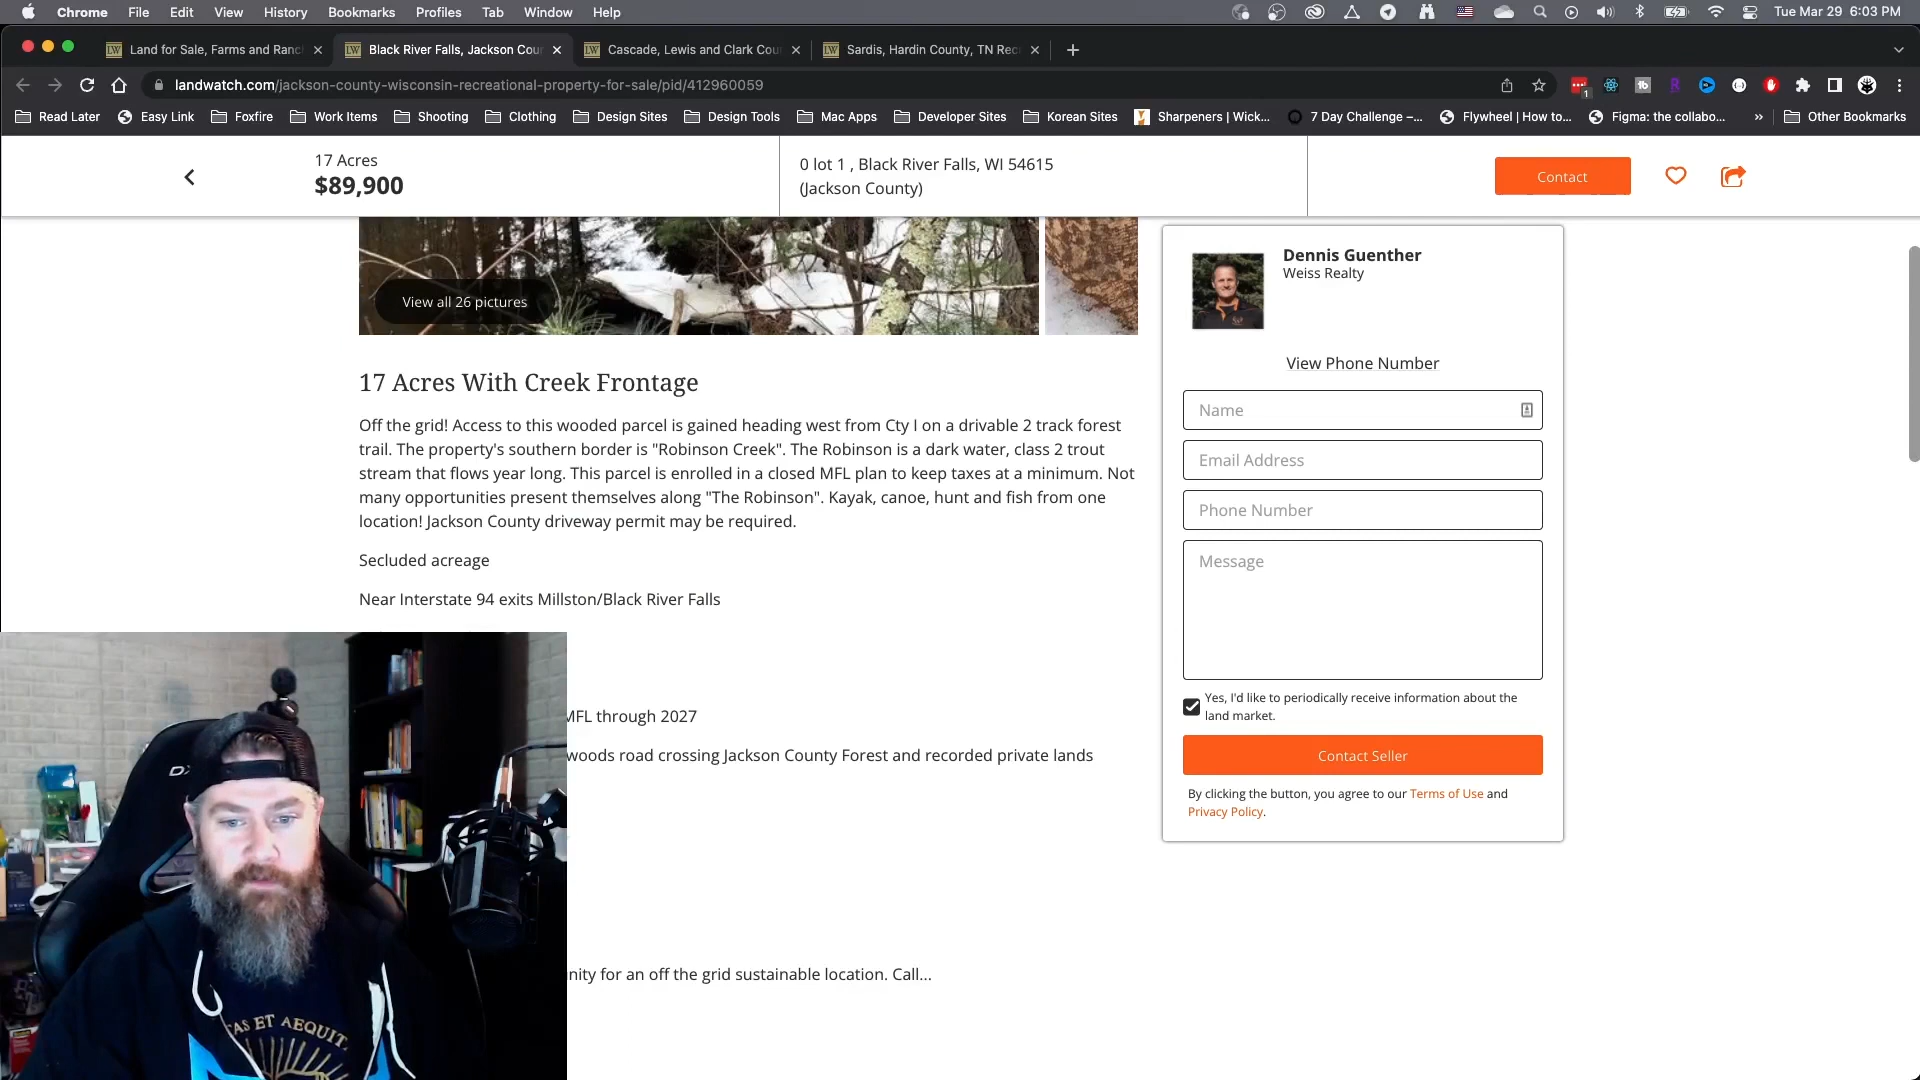 Chrome File Edit View History Bookmarks Profiles Tab Window Help Tue Mar 29 6:03 PM
Land for Sale, Farms and Ranc Black River Falls, Jackson Cou Cascade, Lewis and Clark Cou Sardis, Hardin County, TN Rec
landwatch.com/jackson-county-wisconsin-recreational-property-for-sale/pid/412960059
Read Later Easy Link Foxfire Work Items Shooting Clothing Design Sites Design Tools Mac Apps Developer Sites Korean Sites Sharpeners | Wick... 7 Day Challenge –... Flywheel | How to... Figma: the collabo... » Other Bookmarks
17 Acres
$89,900
0 lot 1 , Black River Falls, WI 54615
(Jackson County)
Contact
View all 26 pictures
17 Acres With Creek Frontage
Off the grid! Access to this wooded parcel is gained heading west from Cty I on a drivable 2 track forest
trail. The property's southern border is "Robinson Creek". The Robinson is a dark water, class 2 trout
stream that flows year long. This parcel is enrolled in a closed MFL plan to keep taxes at a minimum. Not
many opportunities present themselves along "The Robinson". Kayak, canoe, hunt and fish from one
location! Jackson County driveway permit may be required.
Secluded acreage
Near Interstate 94 exits Millston/Black River Falls
MFL through 2027
woods road crossing Jackson County Forest and recorded private lands
nity for an off the grid sustainable location. Call...
Dennis Guenther
Weiss Realty
View Phone Number
Name
Email Address
Phone Number
Message
Yes, I'd like to periodically receive information about the
land market.
Contact Seller
By clicking the button, you agree to our Terms of Use and
Privacy Policy.
AS ET AEQUIT